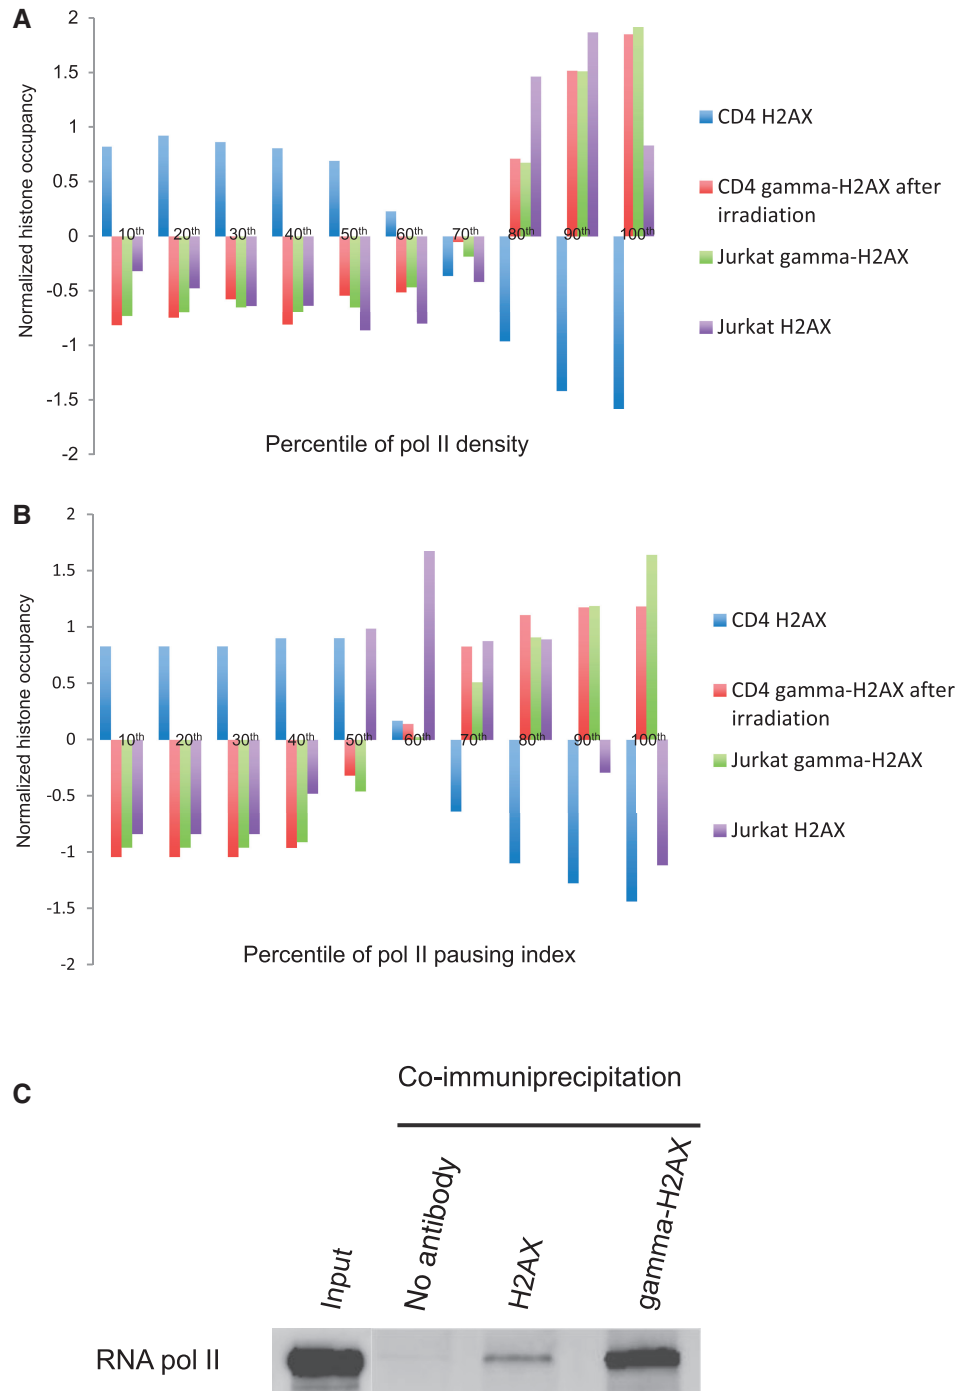 A
2
1.5
1
0.5
0
-0.5
-1
-1.5
-2
Normalized histone occupancy
10th 20th 30th 40th 50th 60th 70th 80th 90th 100th
Percentile of pol II density
CD4 H2AX
CD4 gamma-H2AX after
irradiation
Jurkat gamma-H2AX
Jurkat H2AX
B
2
1.5
1
0.5
0
-0.5
-1
-1.5
-2
Normalized histone occupancy
10th 20th 30th 40th 50th 60th 70th 80th 90th 100th
Percentile of pol II pausing index
CD4 H2AX
CD4 gamma-H2AX after
irradiation
Jurkat gamma-H2AX
Jurkat H2AX
C
Co-immuniprecipitation
Input
No antibody
H2AX
gamma-H2AX
RNA pol II